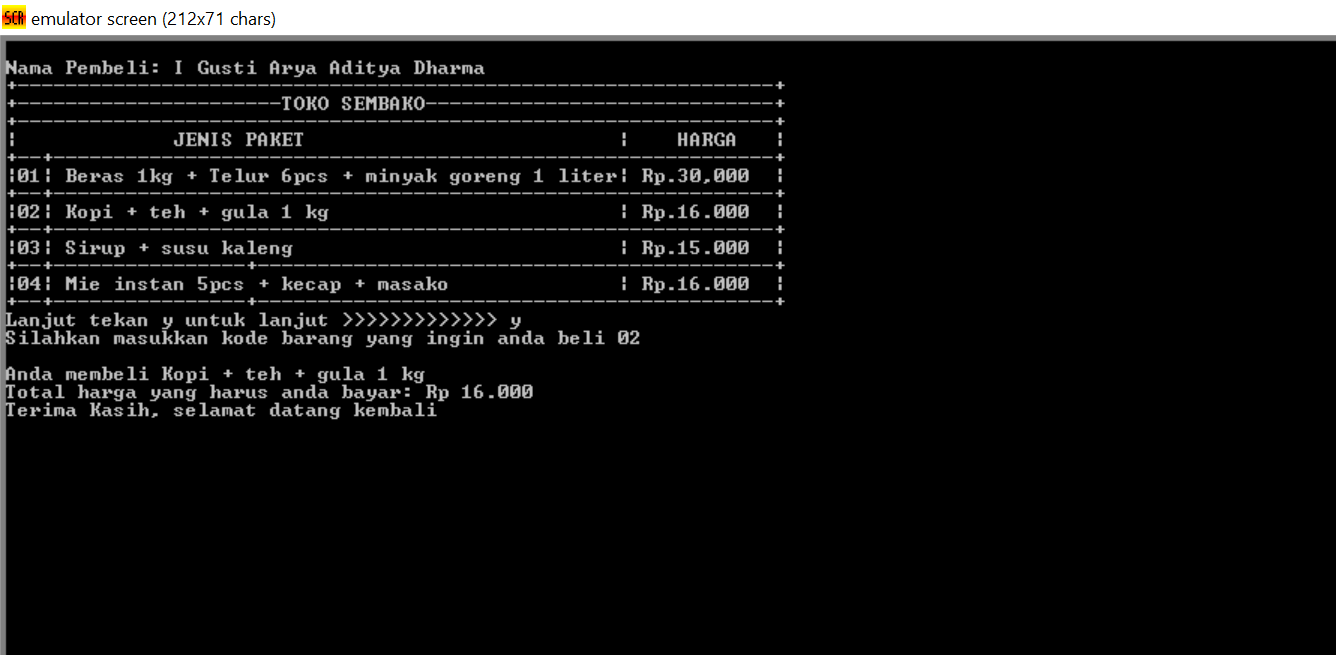 SCR emulator screen (212x71 chars)
Nama Pembeli: I Gusti Arya Aditya Dharma
+---------------------------------------------------------------+
+----------------------TOKO SEMBAKO-----------------------------+
+---------------------------------------------------------------+
¦             JENIS PAKET                          ¦    HARGA   ¦
+--+------------------------------------------------------------+
¦01¦ Beras 1kg + Telur 6pcs + minyak goreng 1 liter¦ Rp.30,000  ¦
+--+------------------------------------------------------------+
¦02¦ Kopi + teh + gula 1 kg                        ¦ Rp.16.000  ¦
+--+------------------------------------------------------------+
¦03¦ Sirup + susu kaleng                           ¦ Rp.15.000  ¦
+--+----------------+-------------------------------------------+
¦04¦ Mie instan 5pcs + kecap + masako              ¦ Rp.16.000  ¦
+--+----------------+-------------------------------------------+
Lanjut tekan y untuk lanjut >>>>>>>>>>>>> y
Silahkan masukkan kode barang yang ingin anda beli 02
Anda membeli Kopi + teh + gula 1 kg
Total harga yang harus anda bayar: Rp 16.000
Terima Kasih, selamat datang kembali